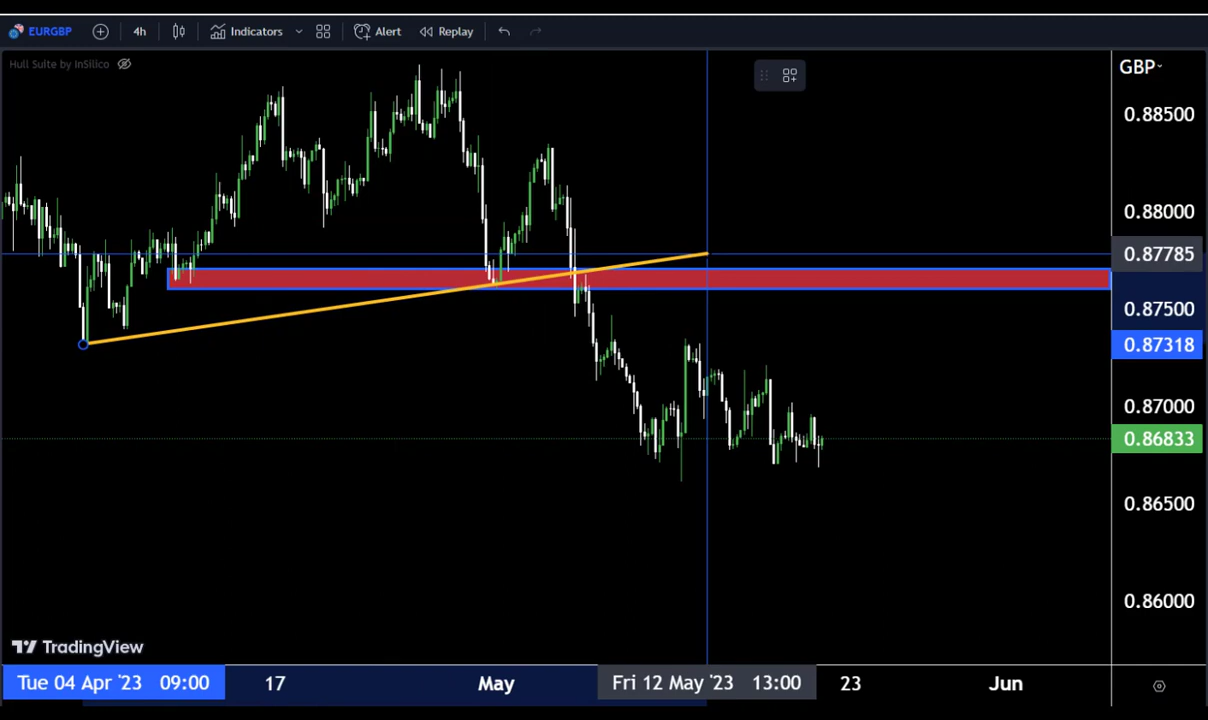 EURGBP 4h Indicators Alert Replay
Hull Suite by InSilico
GBP
0.88500
0.88000
0.87785
0.87500
0.87318
0.87000
0.86833
0.86500
0.86000
TradingView
Tue 04 Apr '23 09:00 17 May Fri 12 May '23 13:00 23 Jun